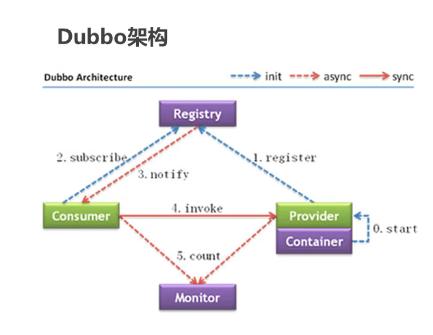 Dubbo架构
Dubbo Architecture
init
async
sync
Registry
2. subscribe
1. register
3. notify
Consumer
4. invoke
Provider
Container
0. start
5. count
Monitor